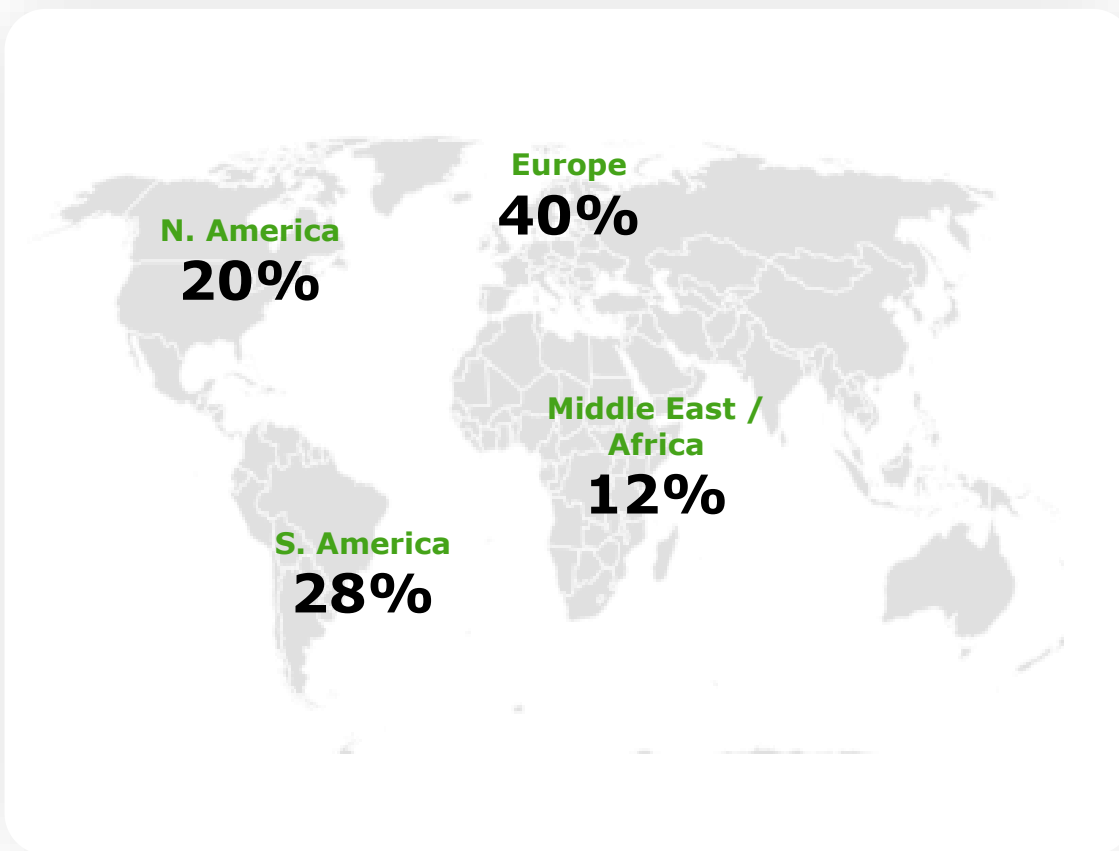 Europe
40%
N. America
20%
Middle East /
Africa
12%
S. America
28%